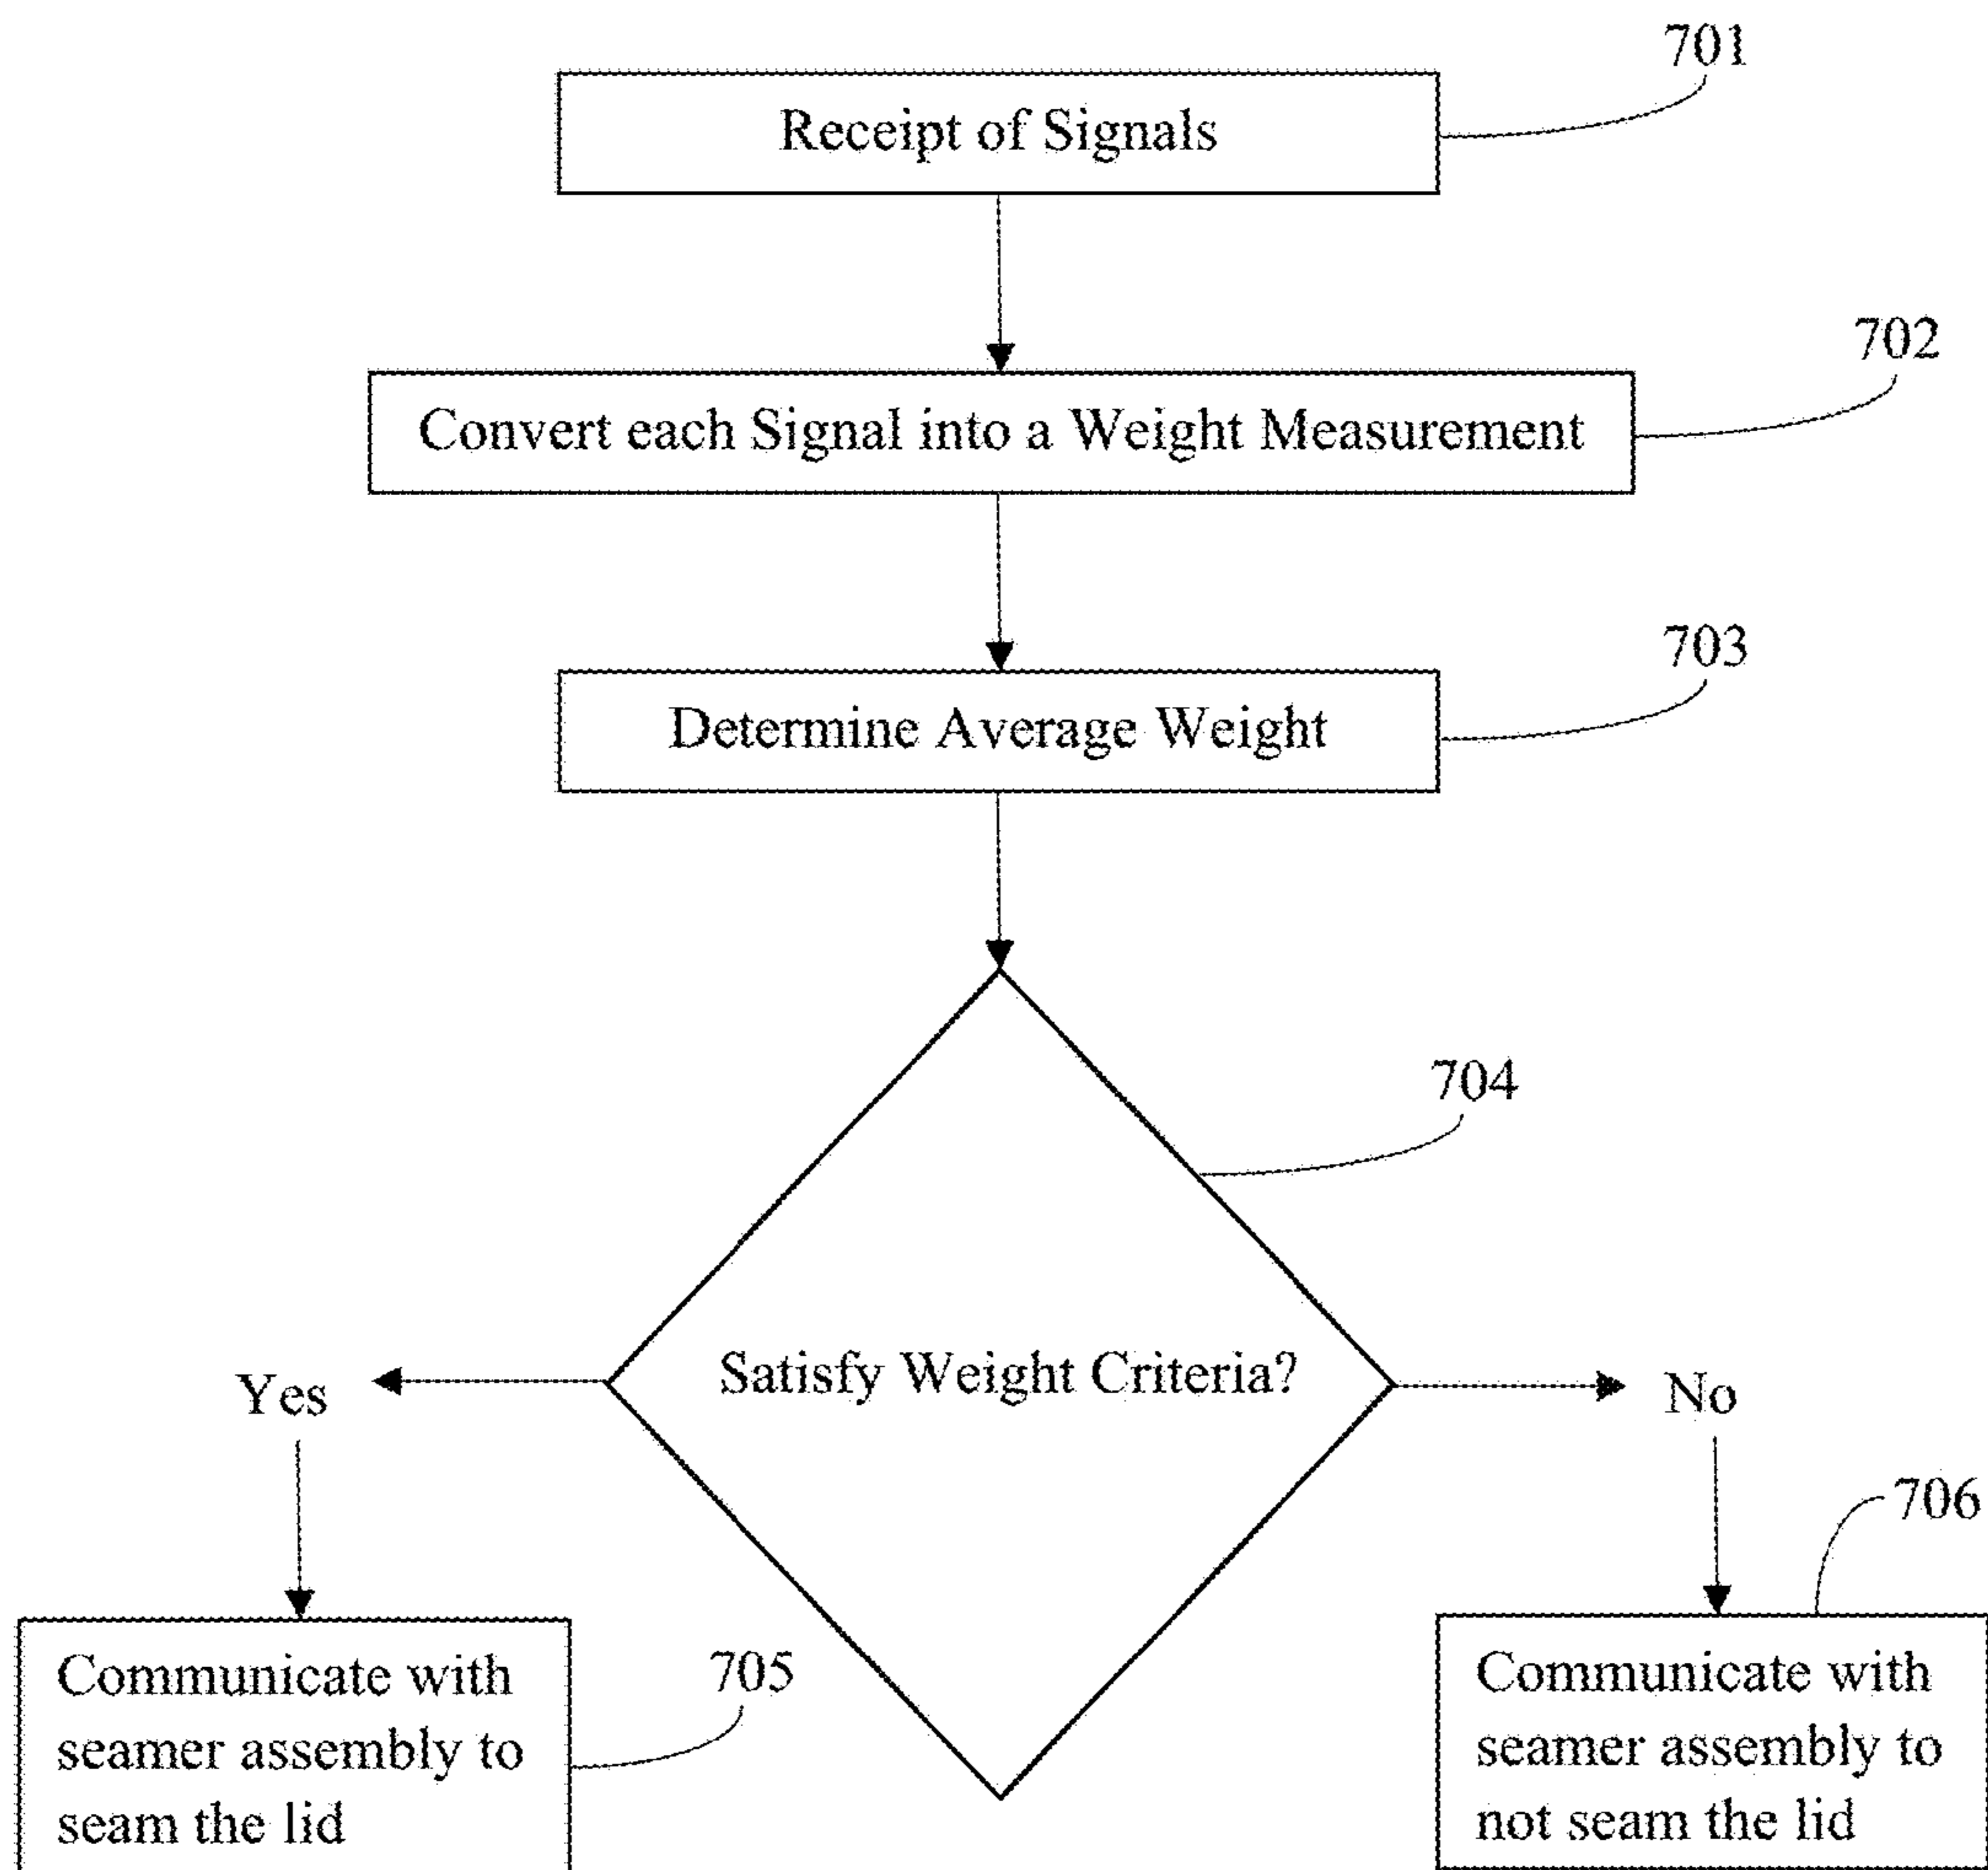 701
Receipt of Signals
702
Convert each Signal into a Weight Measurement
703
Determine Average Weight
704
Satisfy Weight Criteria?
Yes
No
705
Communicate with
seamer assembly to
seam the lid
706
Communicate with
seamer assembly to
not seam the lid